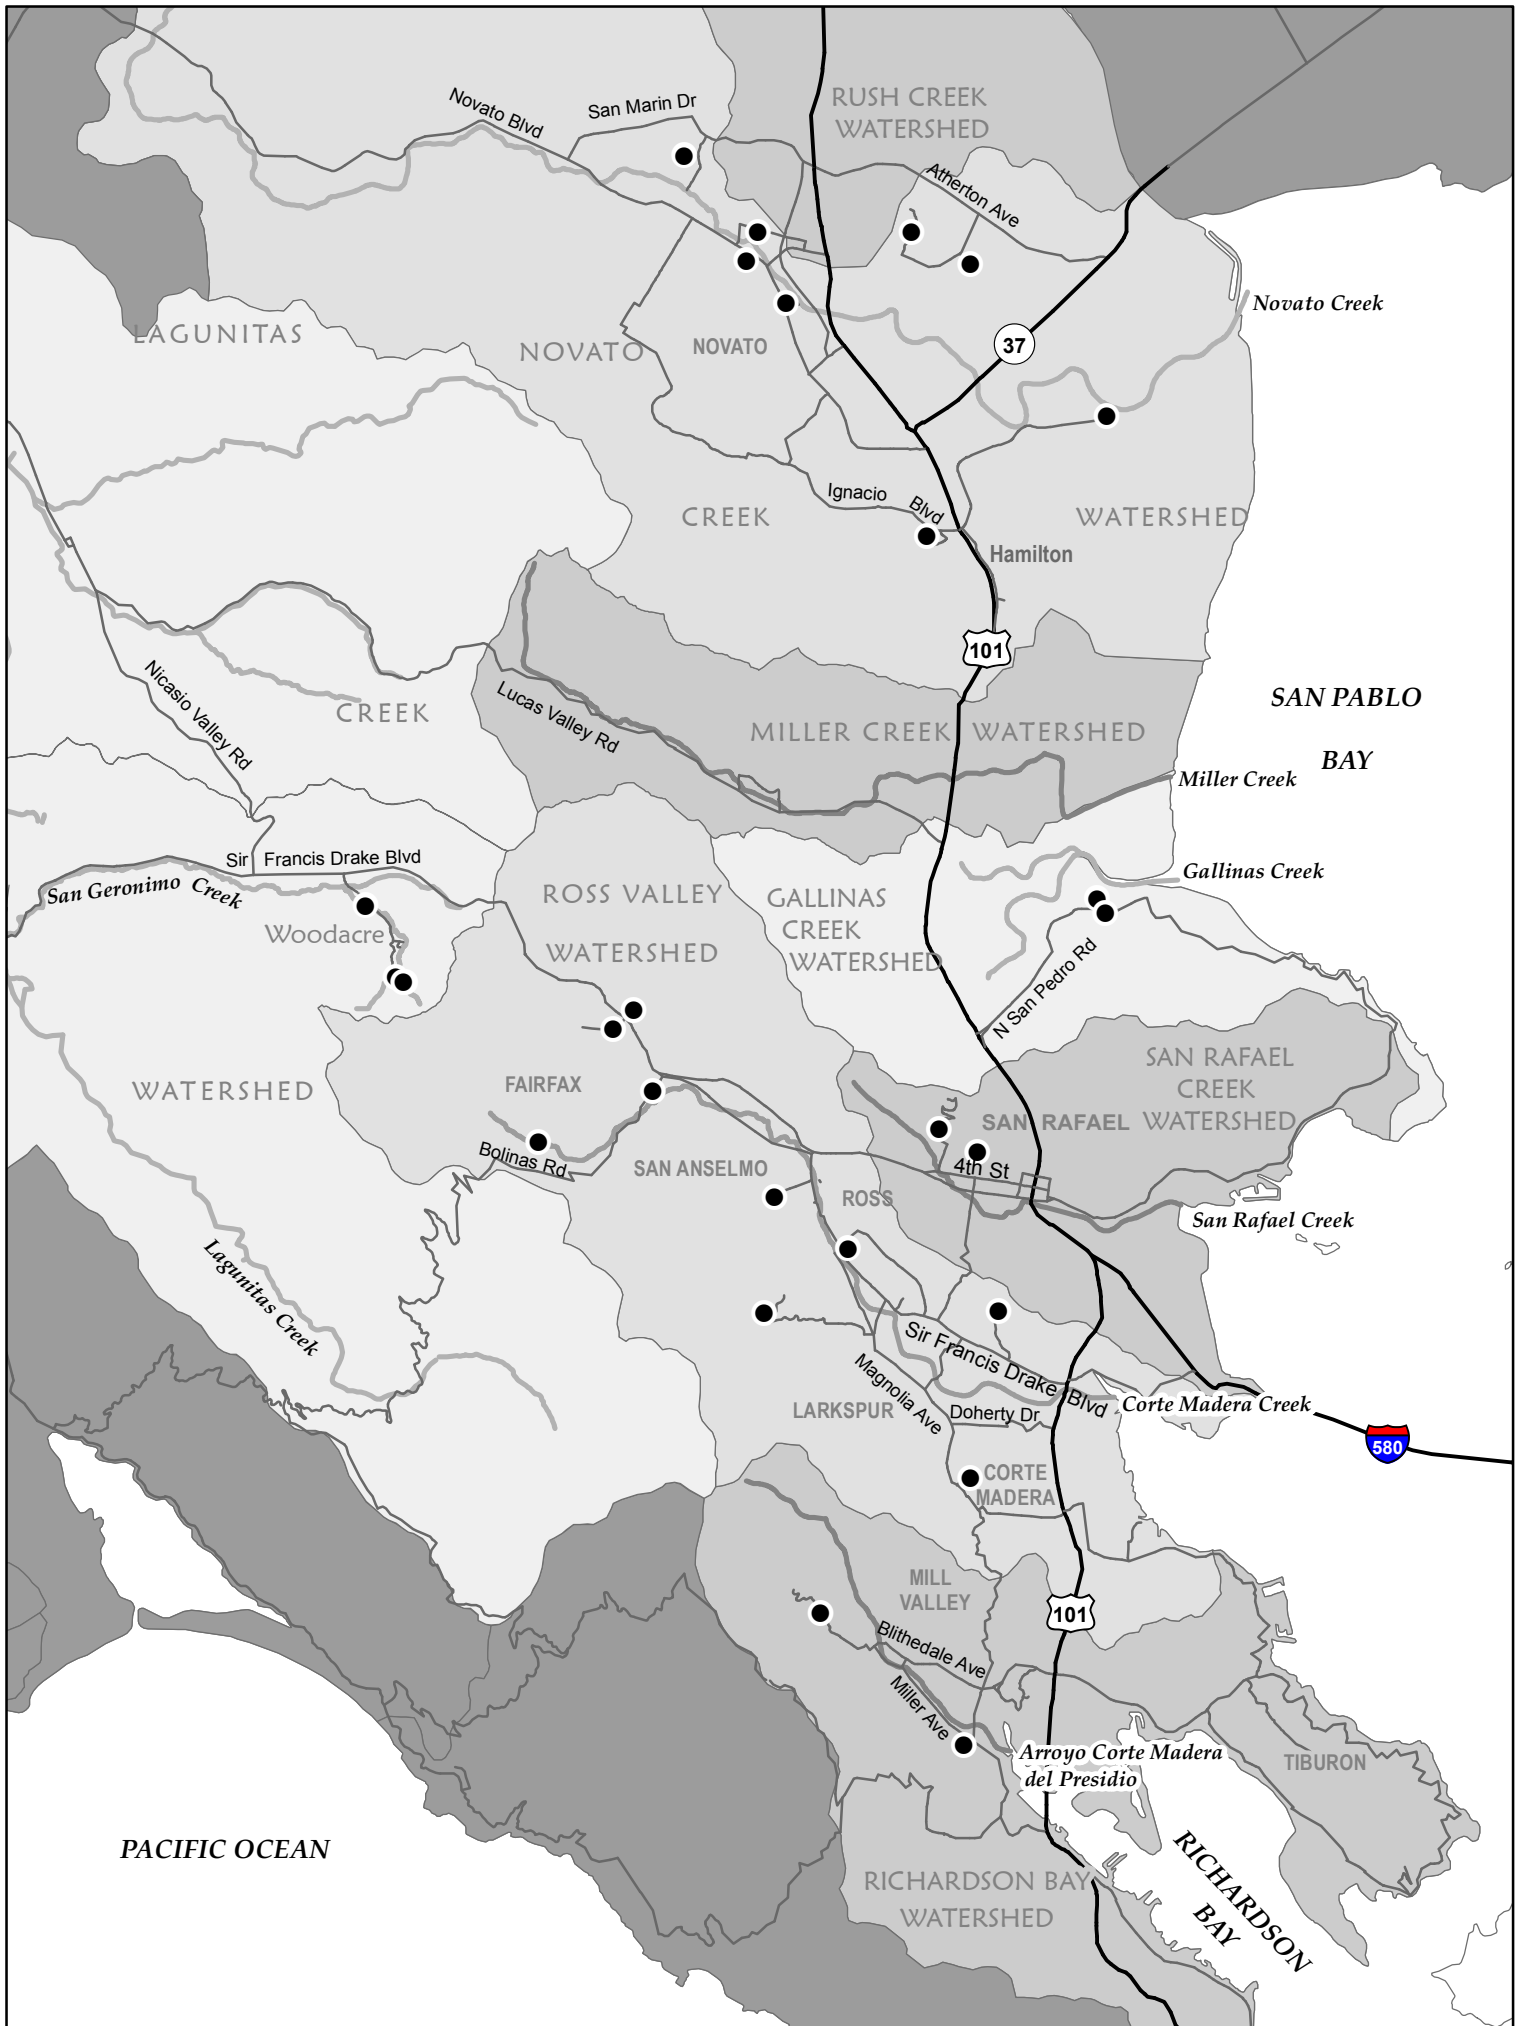 RUSH CREEK
WATERSHED
Novato Blvd
San Marin Dr
Atherton Ave
Novato Creek
LAGUNITAS
NOVATO
NOVATO
37
Ignacio Blvd
CREEK
WATERSHED
Hamilton
101
SAN PABLO
BAY
Nicasio Valley Rd
CREEK
Lucas Valley Rd
MILLER CREEK WATERSHED
Miller Creek
Sir Francis Drake Blvd
San Geronimo Creek
Woodacre
ROSS VALLEY
WATERSHED
GALLINAS
CREEK
WATERSHED
Gallinas Creek
N San Pedro Rd
WATERSHED
FAIRFAX
SAN RAFAEL
CREEK
WATERSHED
SAN RAFAEL
Bolinas Rd
SAN ANSELMO
4th St
ROSS
San Rafael Creek
Lagunitas Creek
Sir Francis Drake Blvd
Magnolia Ave
LARKSPUR
Doherty Dr
Corte Madera Creek
580
CORTE
MADERA
MILL
VALLEY
101
Blithedale Ave
Miller Ave
Arroyo Corte Madera
del Presidio
TIBURON
PACIFIC OCEAN
RICHARDSON
BAY
RICHARDSON BAY
WATERSHED